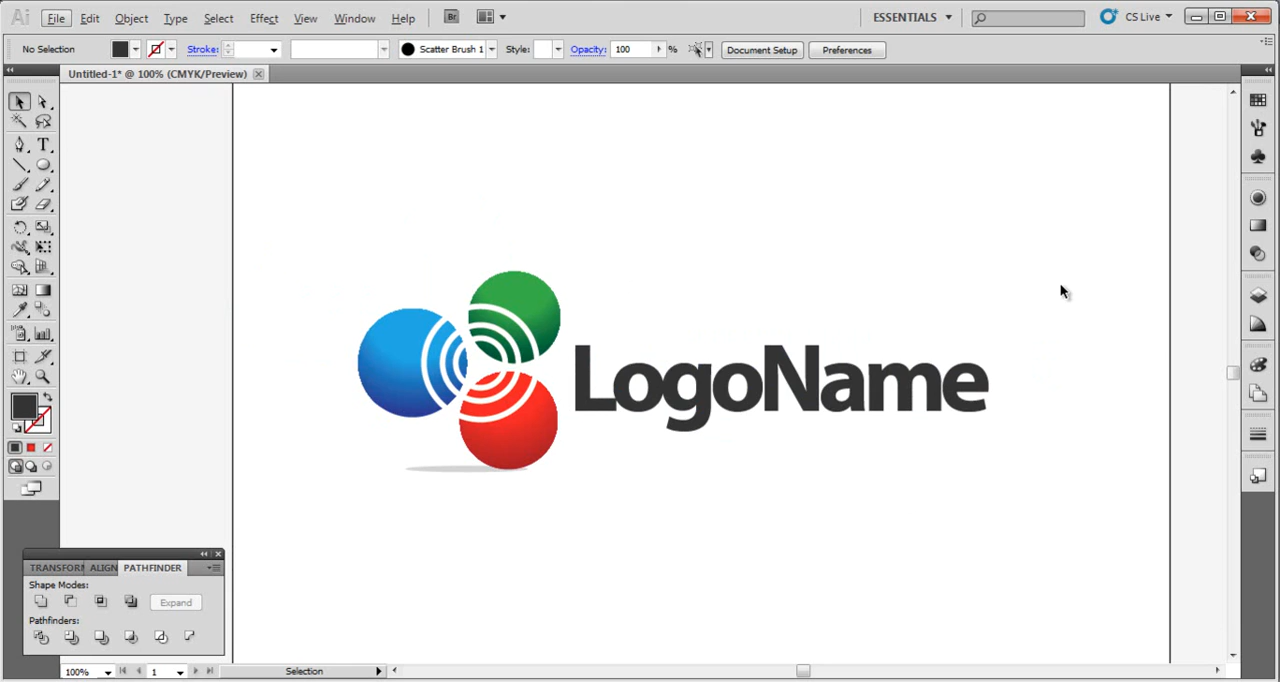 Ai File Edit Object Type Select Effect View Window Help Br ESSENTIALS CS Live
No Selection Stroke: Scatter Brush 1 Style: Opacity: 100 % Document Setup Preferences
Untitled-1* @ 100% (CMYK/Preview)
T
LogoName
TRANSFORM ALIGN PATHFINDER
Shape Modes:
Expand
Pathfinders:
100% 1 Selection